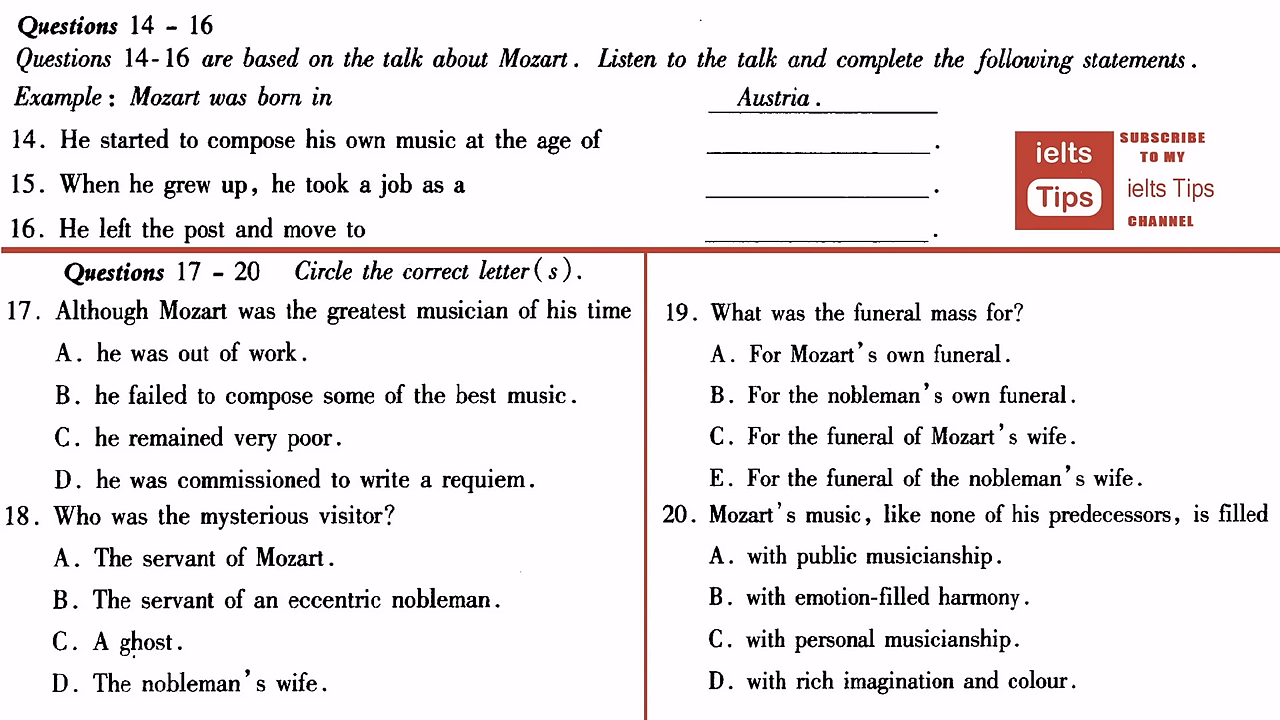 Questions 14 - 16
Questions 14-16 are based on the talk about Mozart. Listen to the talk and complete the following statements.
Example: Mozart was born in Austria.
14. He started to compose his own music at the age of .
15. When he grew up, he took a job as a .
16. He left the post and move to .
ielts
Tips
SUBSCRIBE
TO MY
ielts Tips
CHANNEL
Questions 17 - 20 Circle the correct letter(s).
17. Although Mozart was the greatest musician of his time
A. he was out of work.
B. he failed to compose some of the best music.
C. he remained very poor.
D. he was commissioned to write a requiem.
18. Who was the mysterious visitor?
A. The servant of Mozart.
B. The servant of an eccentric nobleman.
C. A ghost.
D. The nobleman's wife.
19. What was the funeral mass for?
A. For Mozart's own funeral.
B. For the nobleman's own funeral.
C. For the funeral of Mozart's wife.
E. For the funeral of the nobleman's wife.
20. Mozart's music, like none of his predecessors, is filled
A. with public musicianship.
B. with emotion-filled harmony.
C. with personal musicianship.
D. with rich imagination and colour.